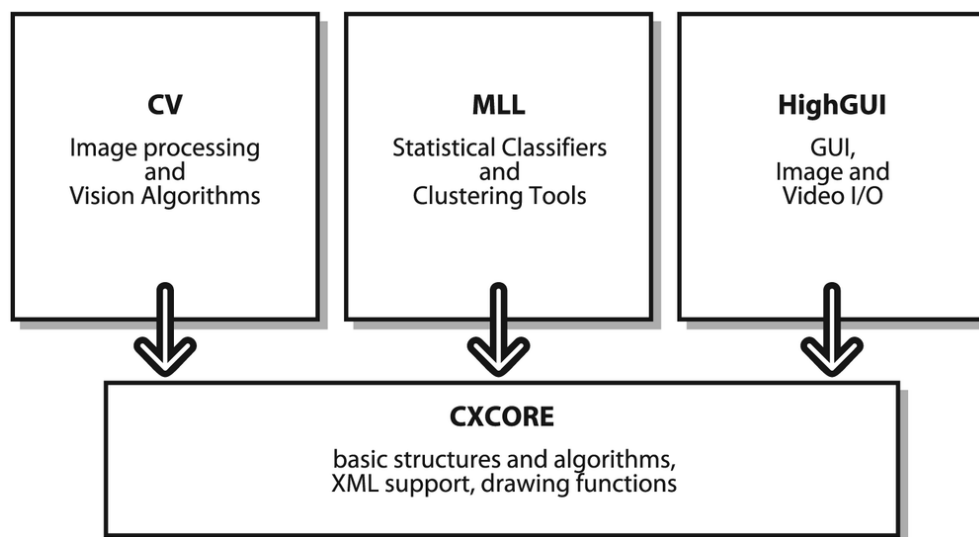 CV
Image processing
and
Vision Algorithms
MLL
Statistical Classifiers
and
Clustering Tools
HighGUI
GUI,
Image and
Video I/O
CXCORE
basic structures and algorithms,
XML support, drawing functions